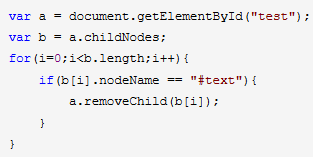 var a = document.getElementById("test");
var b = a.childNodes;
for(i=0;i<b.length;i++){
    if(b[i].nodeName == "#text"){
        a.removeChild(b[i]);
    }
}